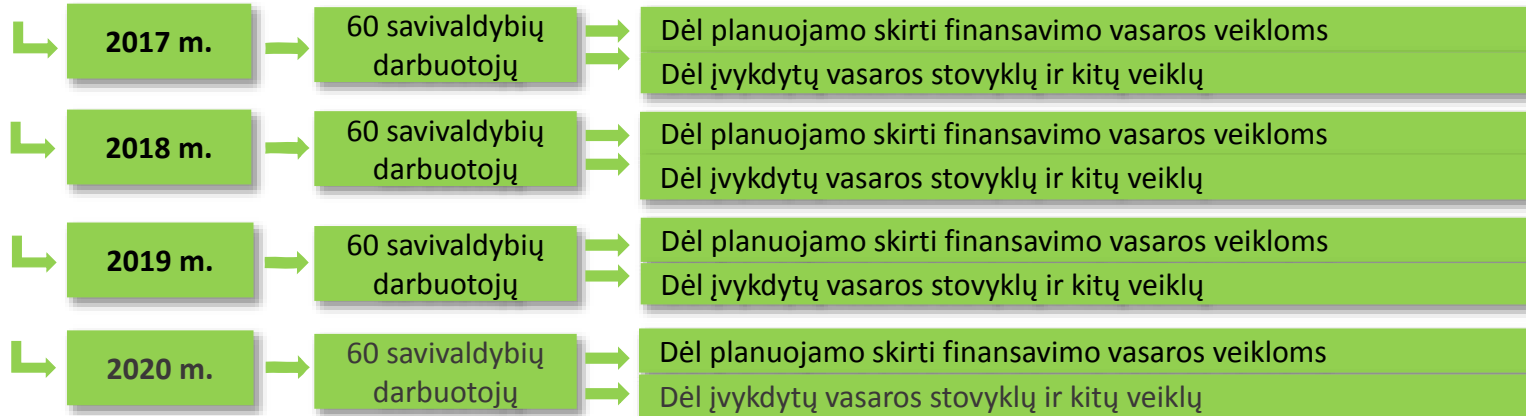 2017 m.
60 savivaldybių
darbuotojų
Dėl planuojamo skirti finansavimo vasaros veikloms
Dėl įvykdytų vasaros stovyklų ir kitų veiklų
2018 m.
60 savivaldybių
darbuotojų
Dėl planuojamo skirti finansavimo vasaros veikloms
Dėl įvykdytų vasaros stovyklų ir kitų veiklų
2019 m.
60 savivaldybių
darbuotojų
Dėl planuojamo skirti finansavimo vasaros veikloms
Dėl įvykdytų vasaros stovyklų ir kitų veiklų
2020 m.
60 savivaldybių
darbuotojų
Dėl planuojamo skirti finansavimo vasaros veikloms
Dėl įvykdytų vasaros stovyklų ir kitų veiklų